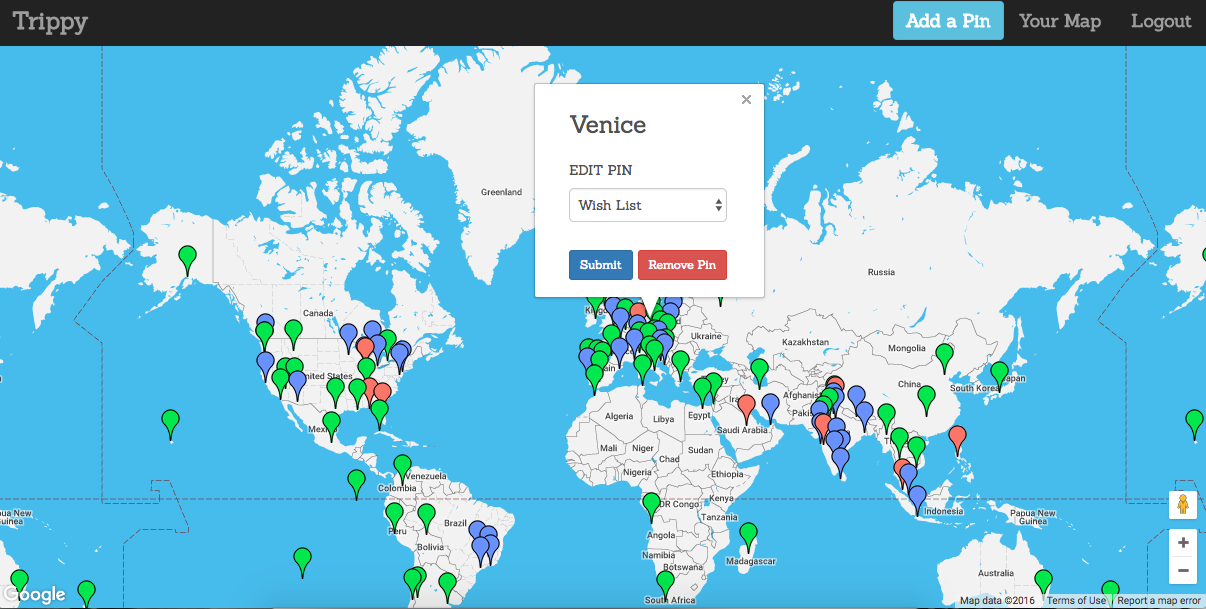 Trippy
Add a Pin
Your Map
Logout
×
Venice
EDIT PIN
Wish List
Submit
Remove Pin
Greenland
Russia
Canada
Ukraine
Kazakhstan
Mongolia
United States
China
South Korea
Japan
Afghanistan
Algeria
Libya
Egypt
Saudi Arabia
Mexico
Mali
Niger
Chad
Sudan
Nigeria
Ethiopia
Venezuela
Colombia
DR Congo
Kenya
Tanzania
Indonesia
Papua New
Guinea
Papua New
Guinea
Peru
Brazil
Bolivia
Angola
Namibia
Botswana
Madagascar
South Africa
Australia
+
−
Google
Map data ©2016
Terms of Use
Report a map error